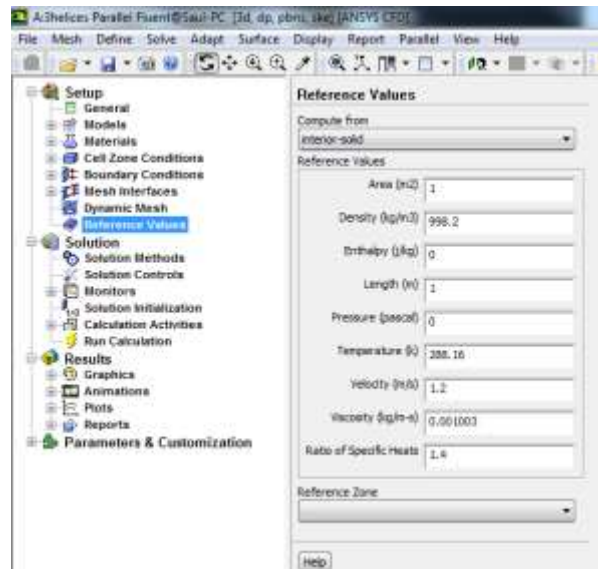 A:3helices Parallel Fluent@Saul-PC [3d, dp, pbns, ske] [ANSYS CFD]
File Mesh Define Solve Adapt Surface Display Report Parallel View Help
Setup
General
Models
Materials
Cell Zone Conditions
Boundary Conditions
Mesh Interfaces
Dynamic Mesh
Reference Values
Solution
Solution Methods
Solution Controls
Monitors
Solution Initialization
Calculation Activities
Run Calculation
Results
Graphics
Animations
Plots
Reports
Parameters & Customization
Reference Values
Compute from
interior-solid
Reference Values
Area (m2) 1
Density (kg/m3) 998.2
Enthalpy (j/kg) 0
Length (m) 1
Pressure (pascal) 0
Temperature (k) 288.16
Velocity (m/s) 1.2
Viscosity (kg/m-s) 0.001003
Ratio of Specific Heats 1.4
Reference Zone
Help